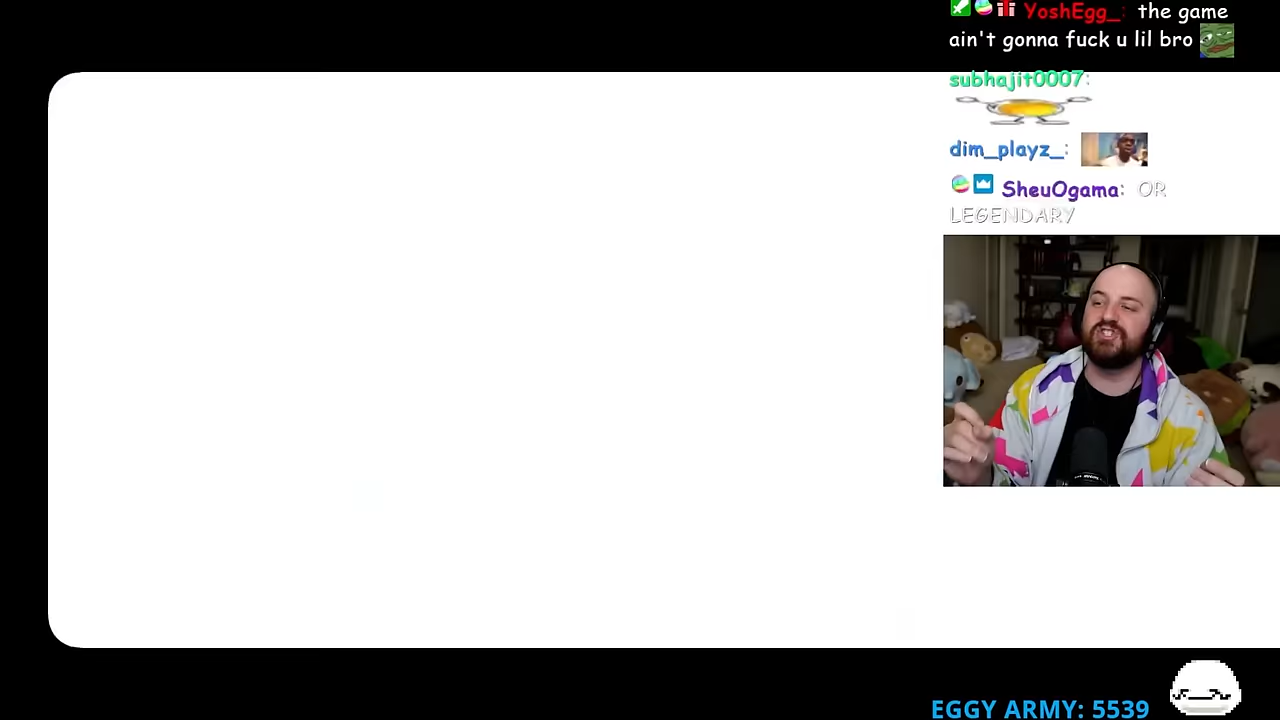 YoshEgg_: the game
ain't gonna fuck u lil bro
subhajit0007:
dim_playz_:
SheuOgama: OR
LEGENDARY
EGGY ARMY: 5539